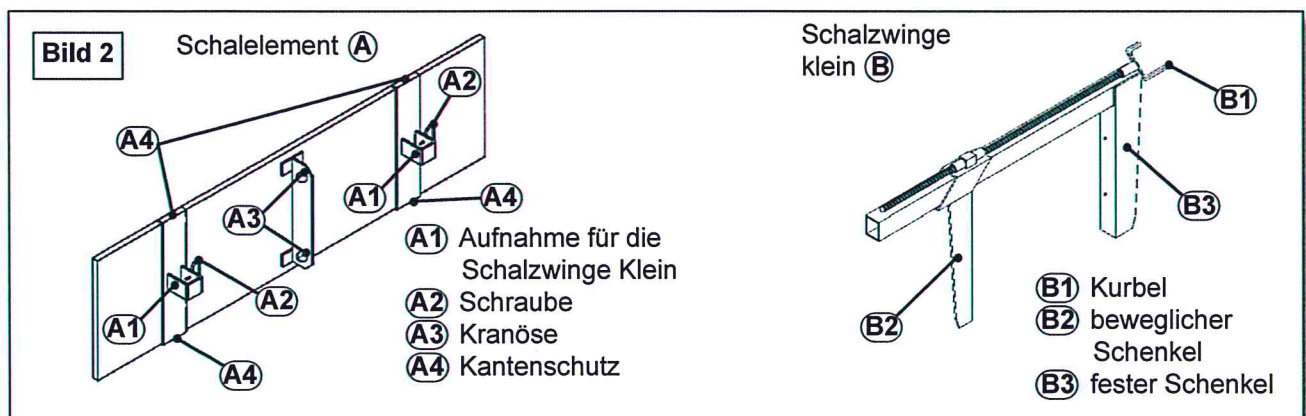 Bild 2
Schalelement A
A2
A4
A1
A3
A4
A1
A2
A4
A1 Aufnahme für die
Schalzwinge Klein
A2 Schraube
A3 Kranöse
A4 Kantenschutz
Schalzwinge
klein B
B1
B3
B2
B1 Kurbel
B2 beweglicher
Schenkel
B3 fester Schenkel